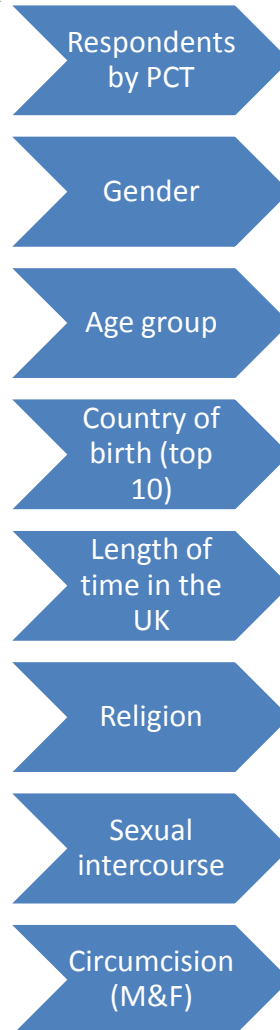 Respondents
by PCT
Gender
Age group
Country of
birth (top
10)
Length of
time in the
UK
Religion
Sexual
intercourse
Circumcision
(M&F)